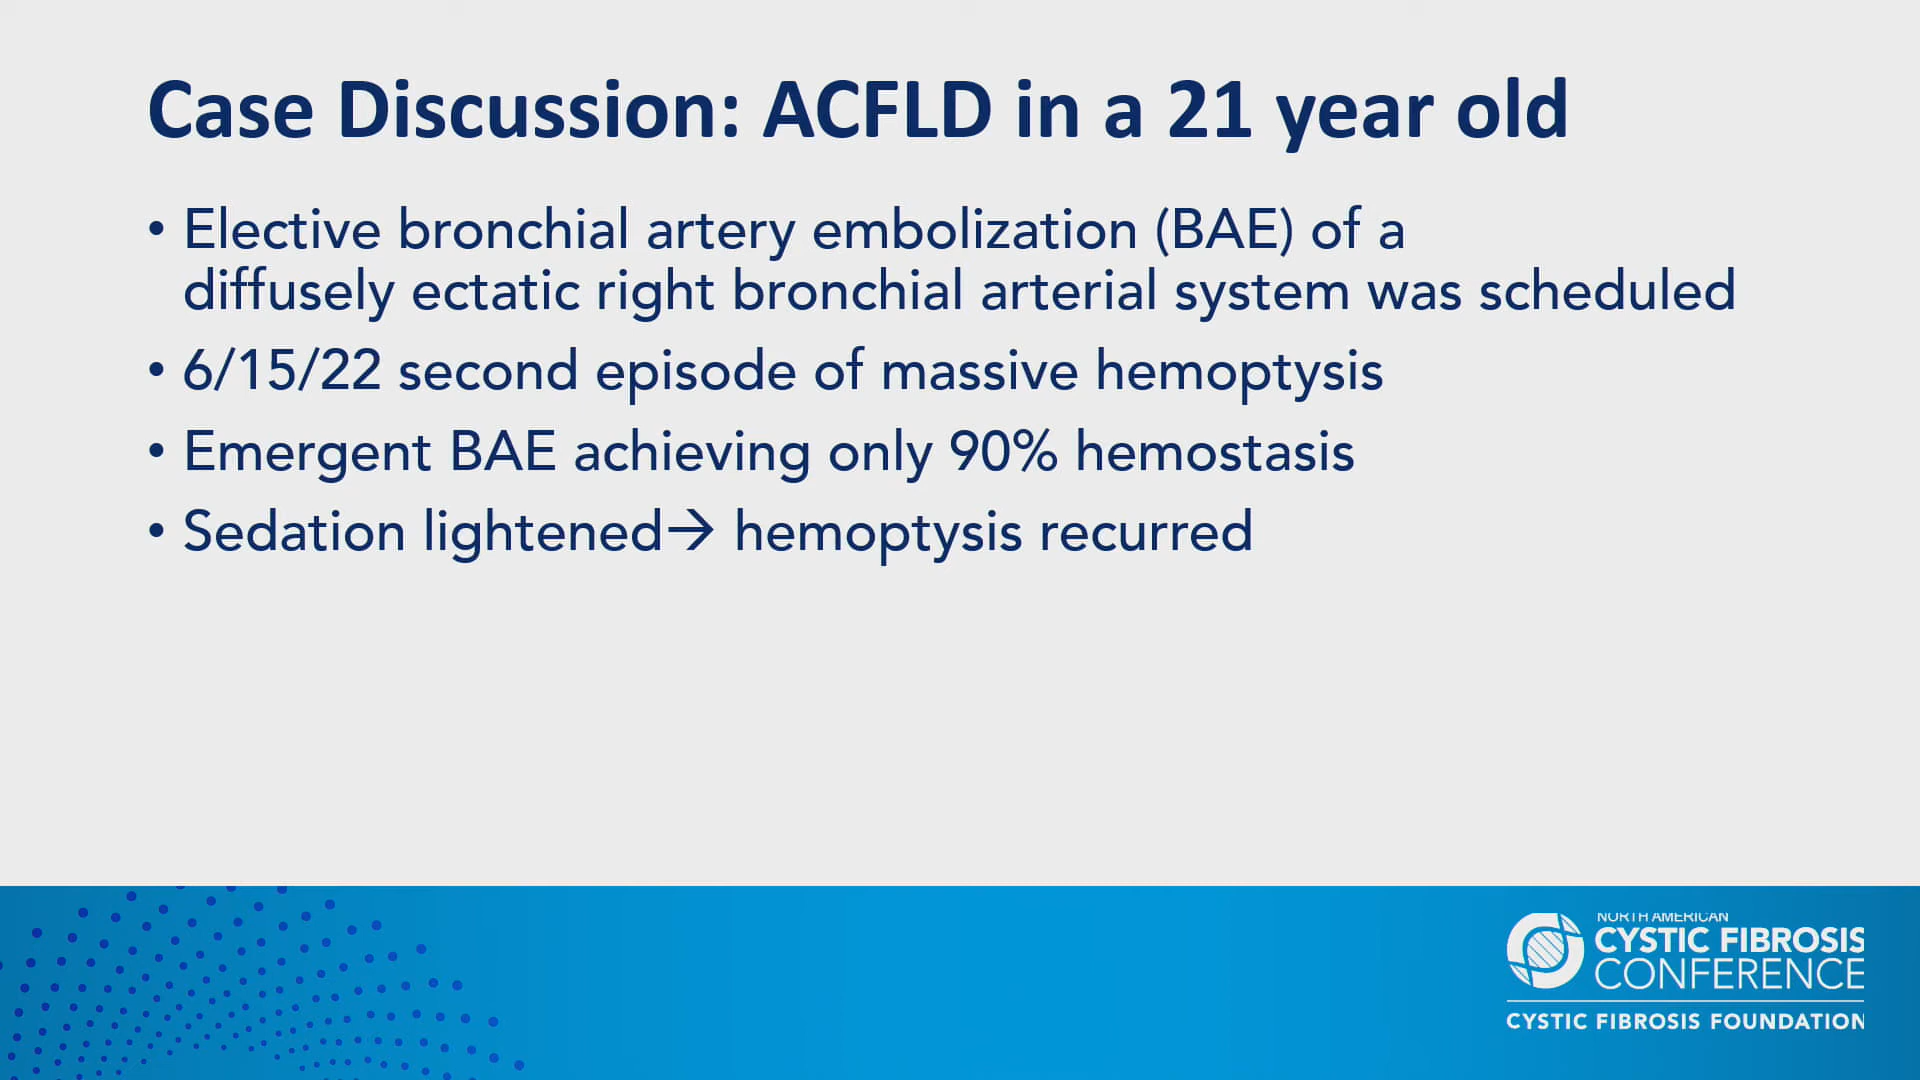 Case Discussion: ACFLD in a 21 year old
• Elective bronchial artery embolization (BAE) of a
diffusely ectatic right bronchial arterial system was scheduled
• 6/15/22 second episode of massive hemoptysis
• Emergent BAE achieving only 90% hemostasis
• Sedation lightened→ hemoptysis recurred
NORTH AMERICAN
CYSTIC FIBROSIS
CONFERENCE
CYSTIC FIBROSIS FOUNDATION